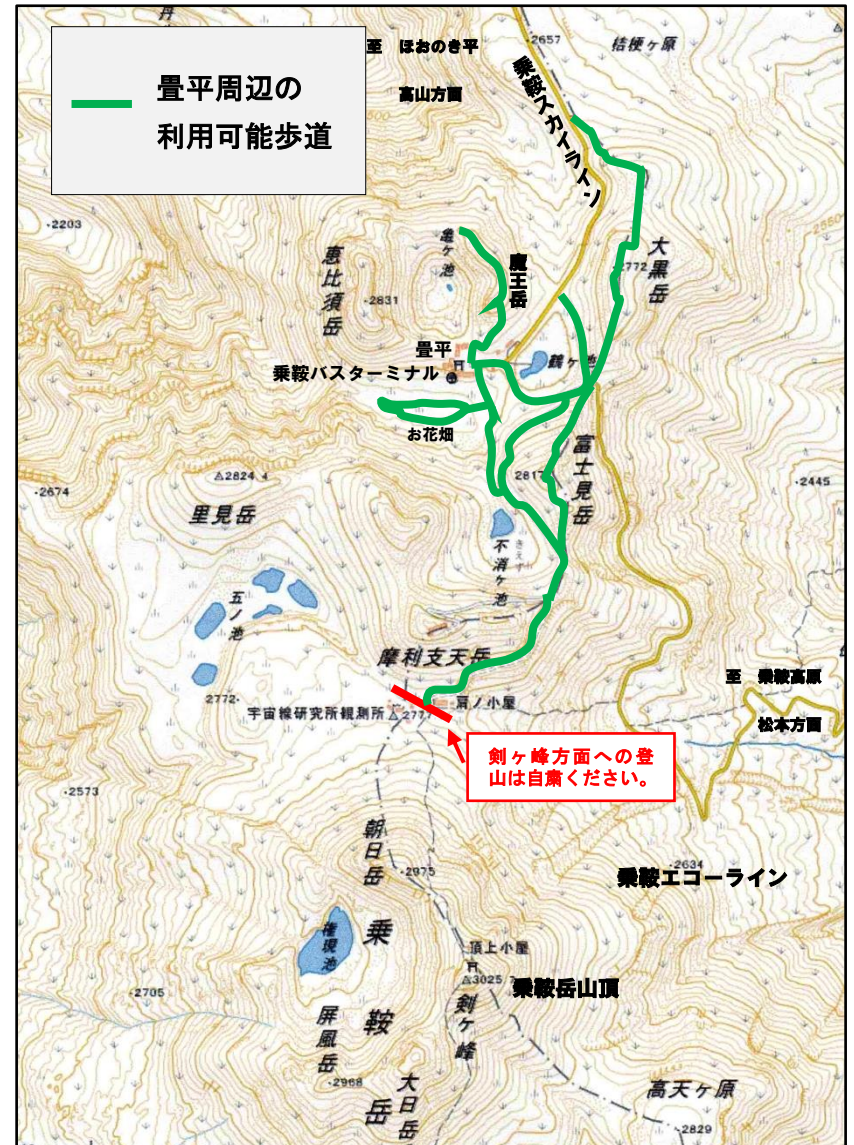 畳平周辺の
利用可能歩道
至 ほおのき平
高山方面
・2657
桔梗ヶ原
乗鞍スカイライン
・2203
亀ヶ池
恵比須岳
・2831
魔王岳
2772
大黒岳
畳平
乗鞍バスターミナル
鶴ヶ池
お花畑
富士見岳
2817
・2445
△2824.4
・2674
里見岳
不消ヶ池
きえず
五ノ池
摩利支天岳
2772・
宇宙線研究所観測所
△2777
肩ノ小屋
至 乗鞍高原
松本方面
剣ヶ峰方面への登
山は自粛ください。
・2573
朝日岳
・2975
・2634
乗鞍エコーライン
権現池
頂上小屋
△3025.7
乗鞍岳山頂
剣ヶ峰
・2705
乗鞍岳
屏風岳
・2968
大日岳
高天ヶ原
・2829